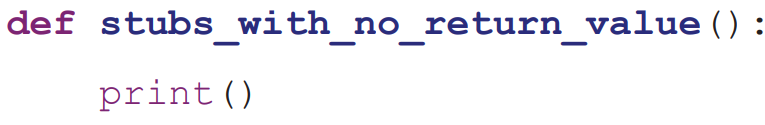 def stubs_with_no_return_value():
    print()